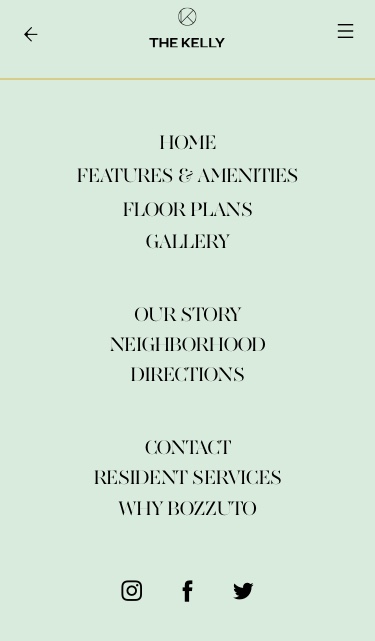 THE KELLY
HOME
FEATURES & AMENITIES
FLOOR PLANS
GALLERY
OUR STORY
NEIGHBORHOOD
DIRECTIONS
CONTACT
RESIDENT SERVICES
WHY BOZZUTO